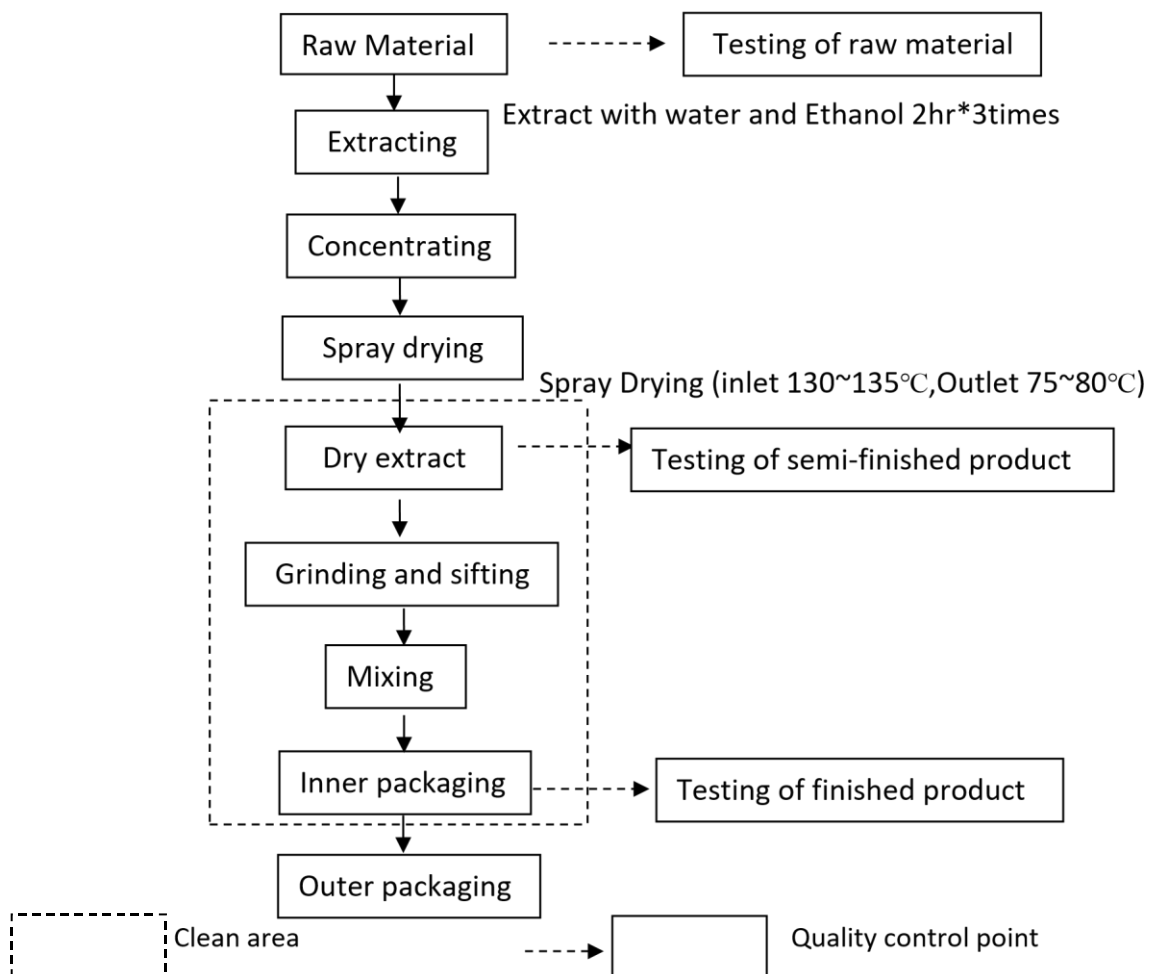 Raw Material
Testing of raw material
Extract with water and Ethanol 2hr*3times
Extracting
Concentrating
Spray drying
Spray Drying (inlet 130~135℃,Outlet 75~80℃)
Dry extract
Testing of semi-finished product
Grinding and sifting
Mixing
Inner packaging
Testing of finished product
Outer packaging
Clean area
Quality control point